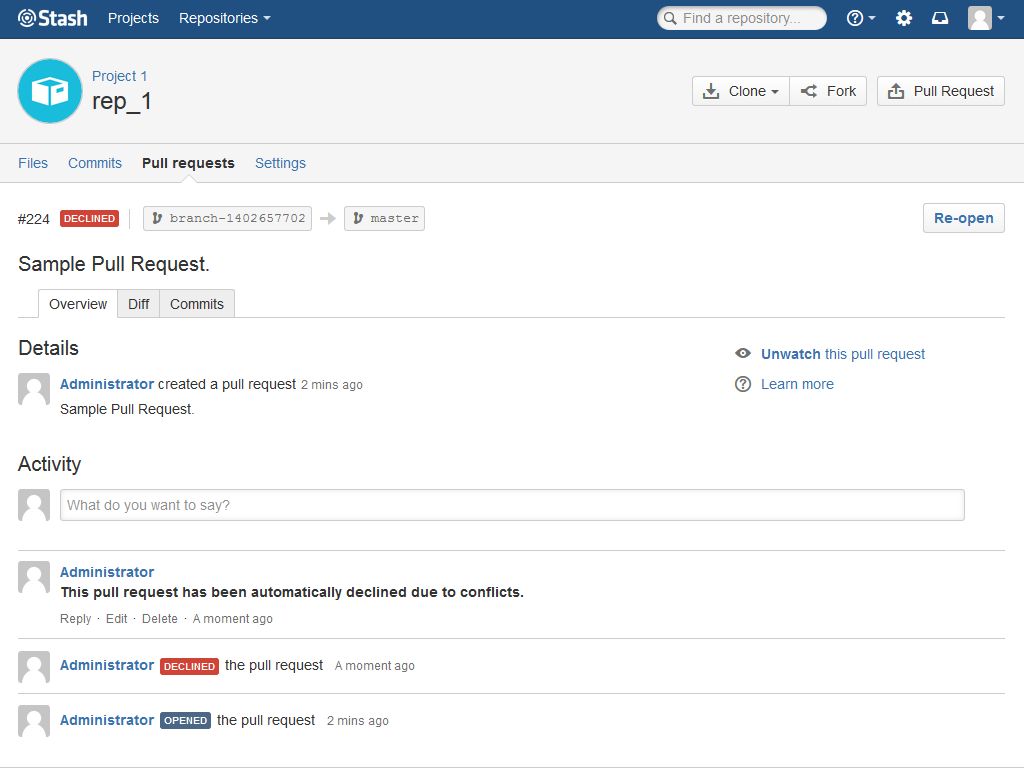 Stash Projects Repositories Find a repository...
Project 1
rep_1
Clone Fork Pull Request
Files Commits Pull requests Settings
#224 DECLINED branch-1402657702 master Re-open
Sample Pull Request.
Overview Diff Commits
Details
Unwatch this pull request
Administrator created a pull request 2 mins ago
Learn more
Sample Pull Request.
Activity
What do you want to say?
Administrator
This pull request has been automatically declined due to conflicts.
Reply · Edit · Delete · A moment ago
Administrator DECLINED the pull request A moment ago
Administrator OPENED the pull request 2 mins ago